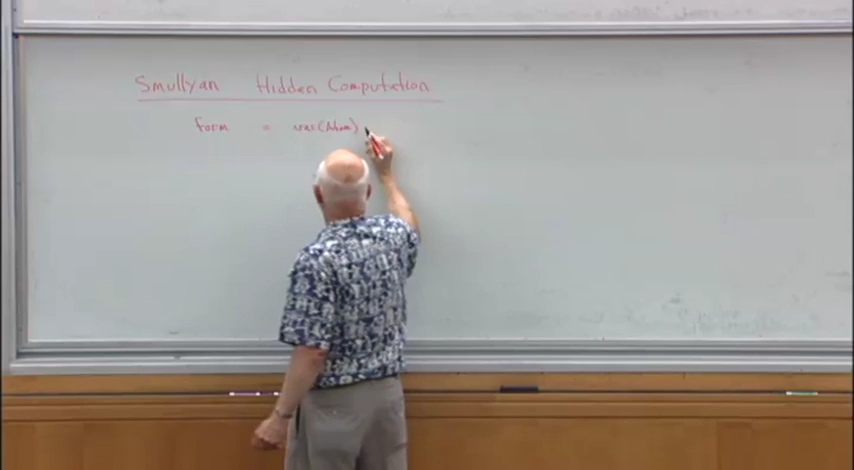 Smullyan Hidden Computation
form = var(Atom)